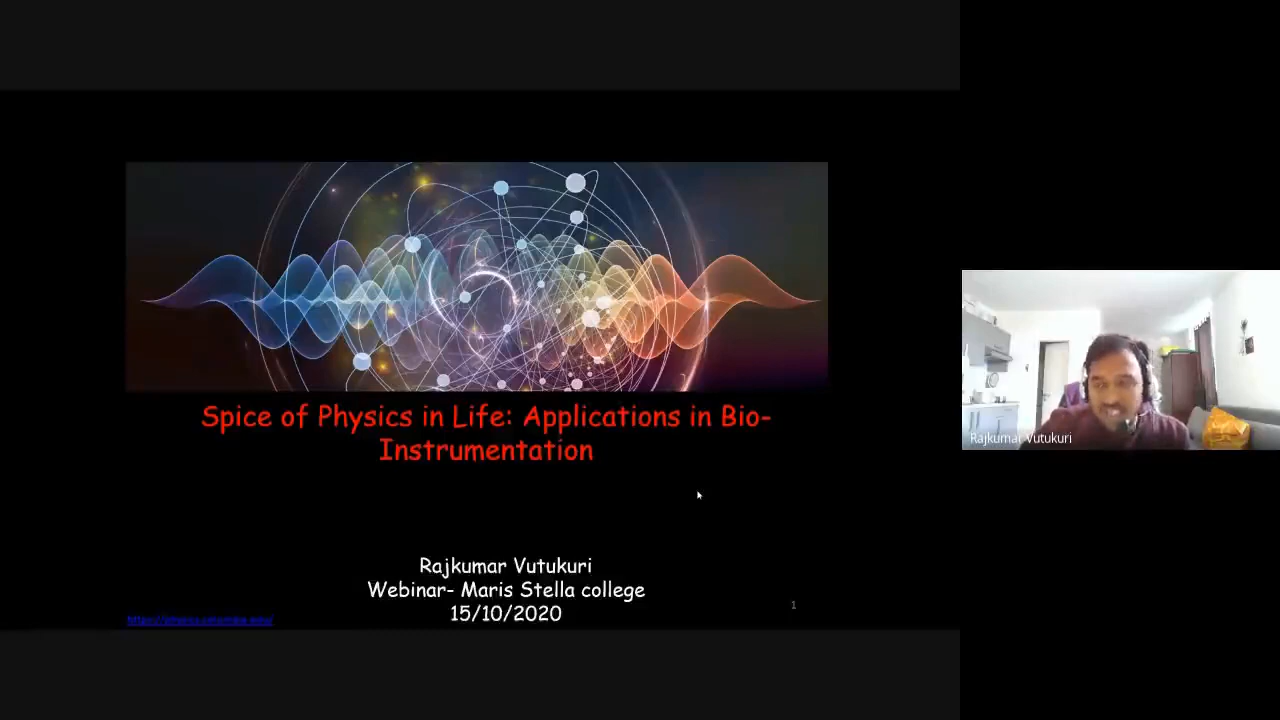 Spice of Physics in Life: Applications in Bio-
Instrumentation
Rajkumar Vutukuri
Webinar- Maris Stella college
15/10/2020
1
Rajkumar Vutukuri